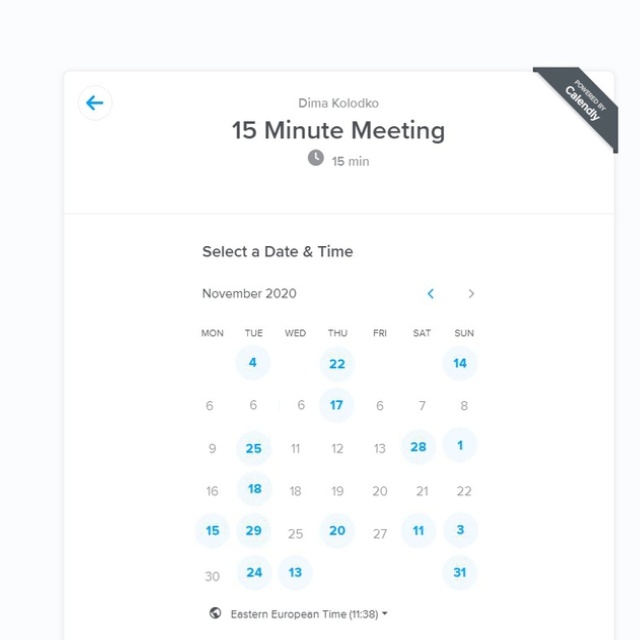 POWERED BY
Calendly
Dima Kolodko
15 Minute Meeting
15 min
Select a Date & Time
November 2020
MON TUE WED THU FRI SAT SUN
4 22 14
6 6 6 17 6 7 8
9 25 11 12 13 28 1
16 18 18 19 20 21 22
15 29 25 20 27 11 3
30 24 13 31
Eastern European Time (11:38)